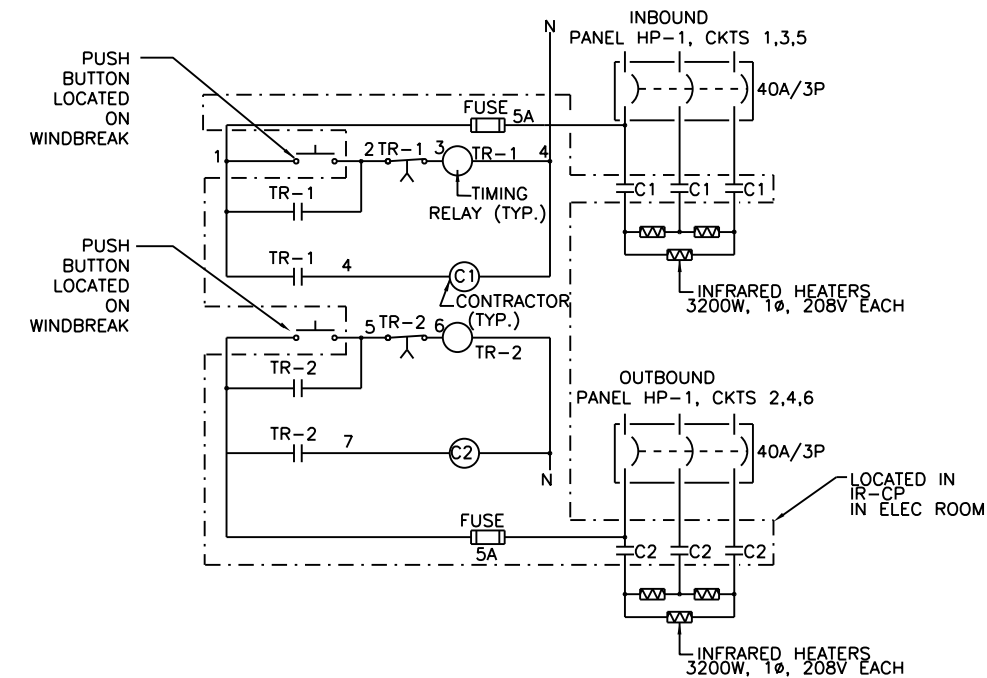 INBOUND
PANEL HP-1, CKTS 1,3,5
N
PUSH
BUTTON
LOCATED
ON
WINDBREAK
40A/3P
FUSE
5A
1
2
TR-1
3
TR-1
4
C1
C1
C1
TR-1
TIMING
RELAY (TYP.)
PUSH
BUTTON
LOCATED
ON
WINDBREAK
TR-1
4
C1
CONTRACTOR
(TYP.)
INFRARED HEATERS
3200W, 1ø, 208V EACH
5
TR-2
6
TR-2
TR-2
OUTBOUND
PANEL HP-1, CKTS 2,4,6
TR-2
7
C2
N
40A/3P
LOCATED IN
IR-CP
IN ELEC ROOM
FUSE
5A
C2
C2
C2
INFRARED HEATERS
3200W, 1ø, 208V EACH